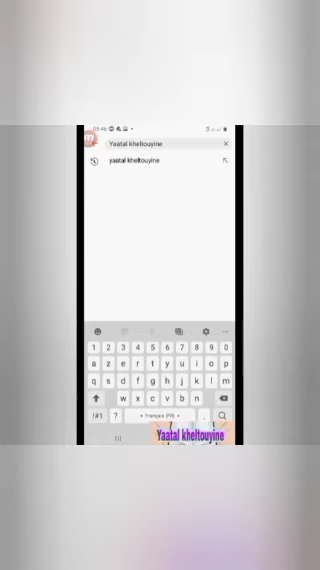 05:46
Yaatal kheltouyine
yaatal kheltouyine
1 2 3 4 5 6 7 8 9 0
a z e r t y u i o p
q s d f g h j k l m
w x c v b n
!#1 ? Français (FR) .
Yaatal kheltouyine